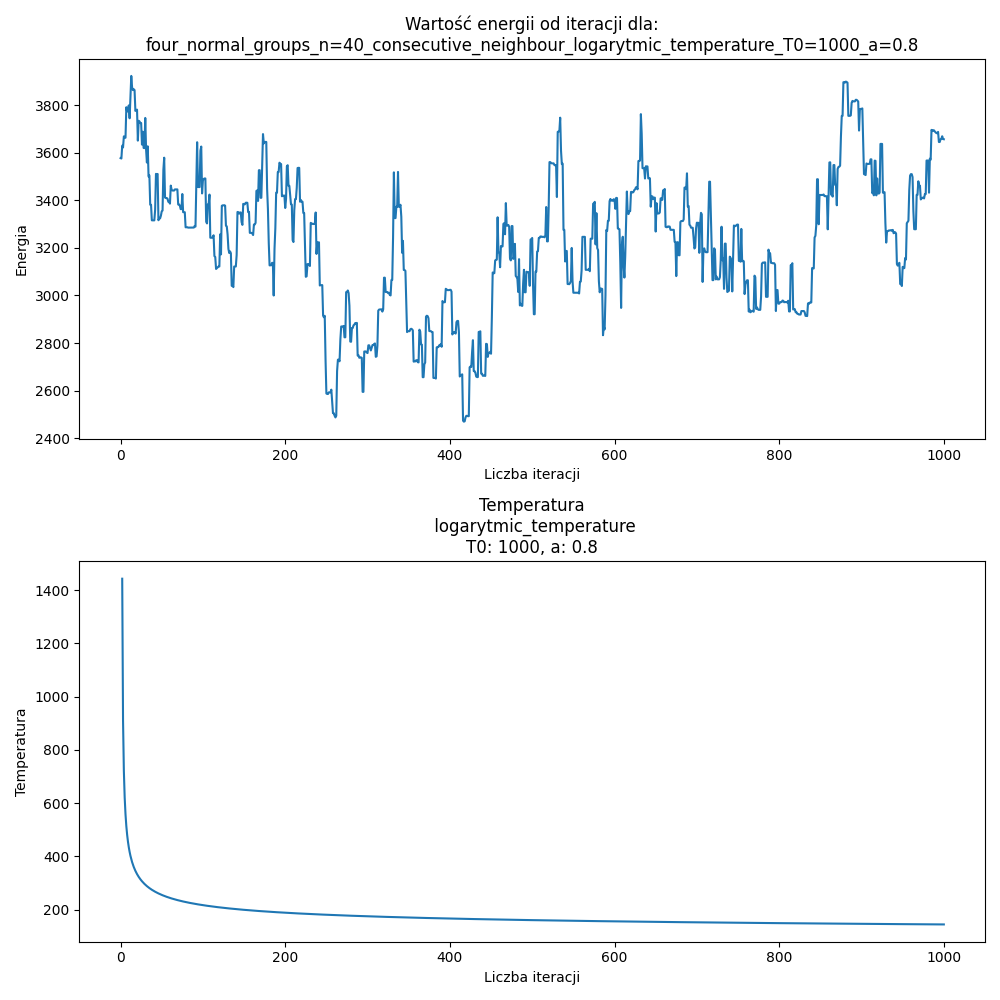 Wartość energii od iteracji dla:
four_normal_groups_n=40_consecutive_neighbour_logarytmic_temperature_T0=1000_a=0.8
3800
3600
3400
3200
3000
2800
2600
2400
Energia
0 200 400 600 800 1000
Liczba iteracji
Temperatura
logarytmic_temperature
T0: 1000, a: 0.8
1400
1200
1000
800
600
400
200
Temperatura
0 200 400 600 800 1000
Liczba iteracji